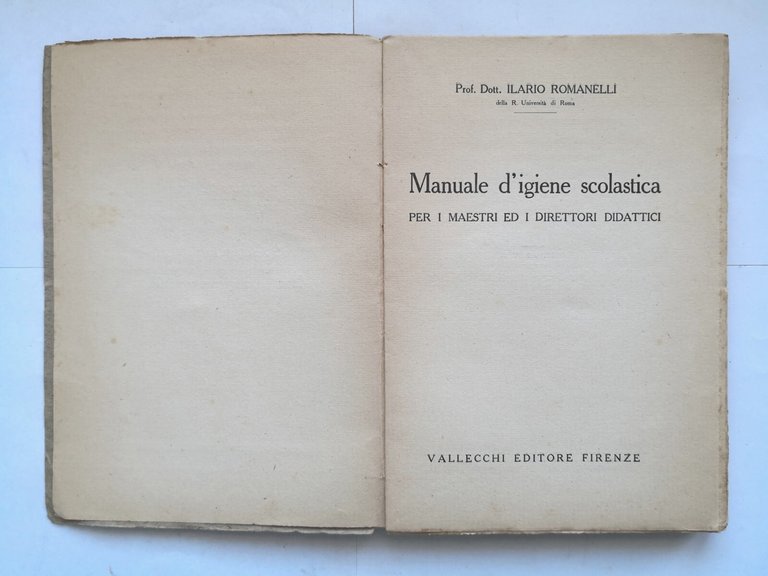 Prof. Dott. ILARIO ROMANELLI
della R. Università di Roma
Manuale d'igiene scolastica
PER I MAESTRI ED I DIRETTORI DIDATTICI
VALLECCHI EDITORE FIRENZE